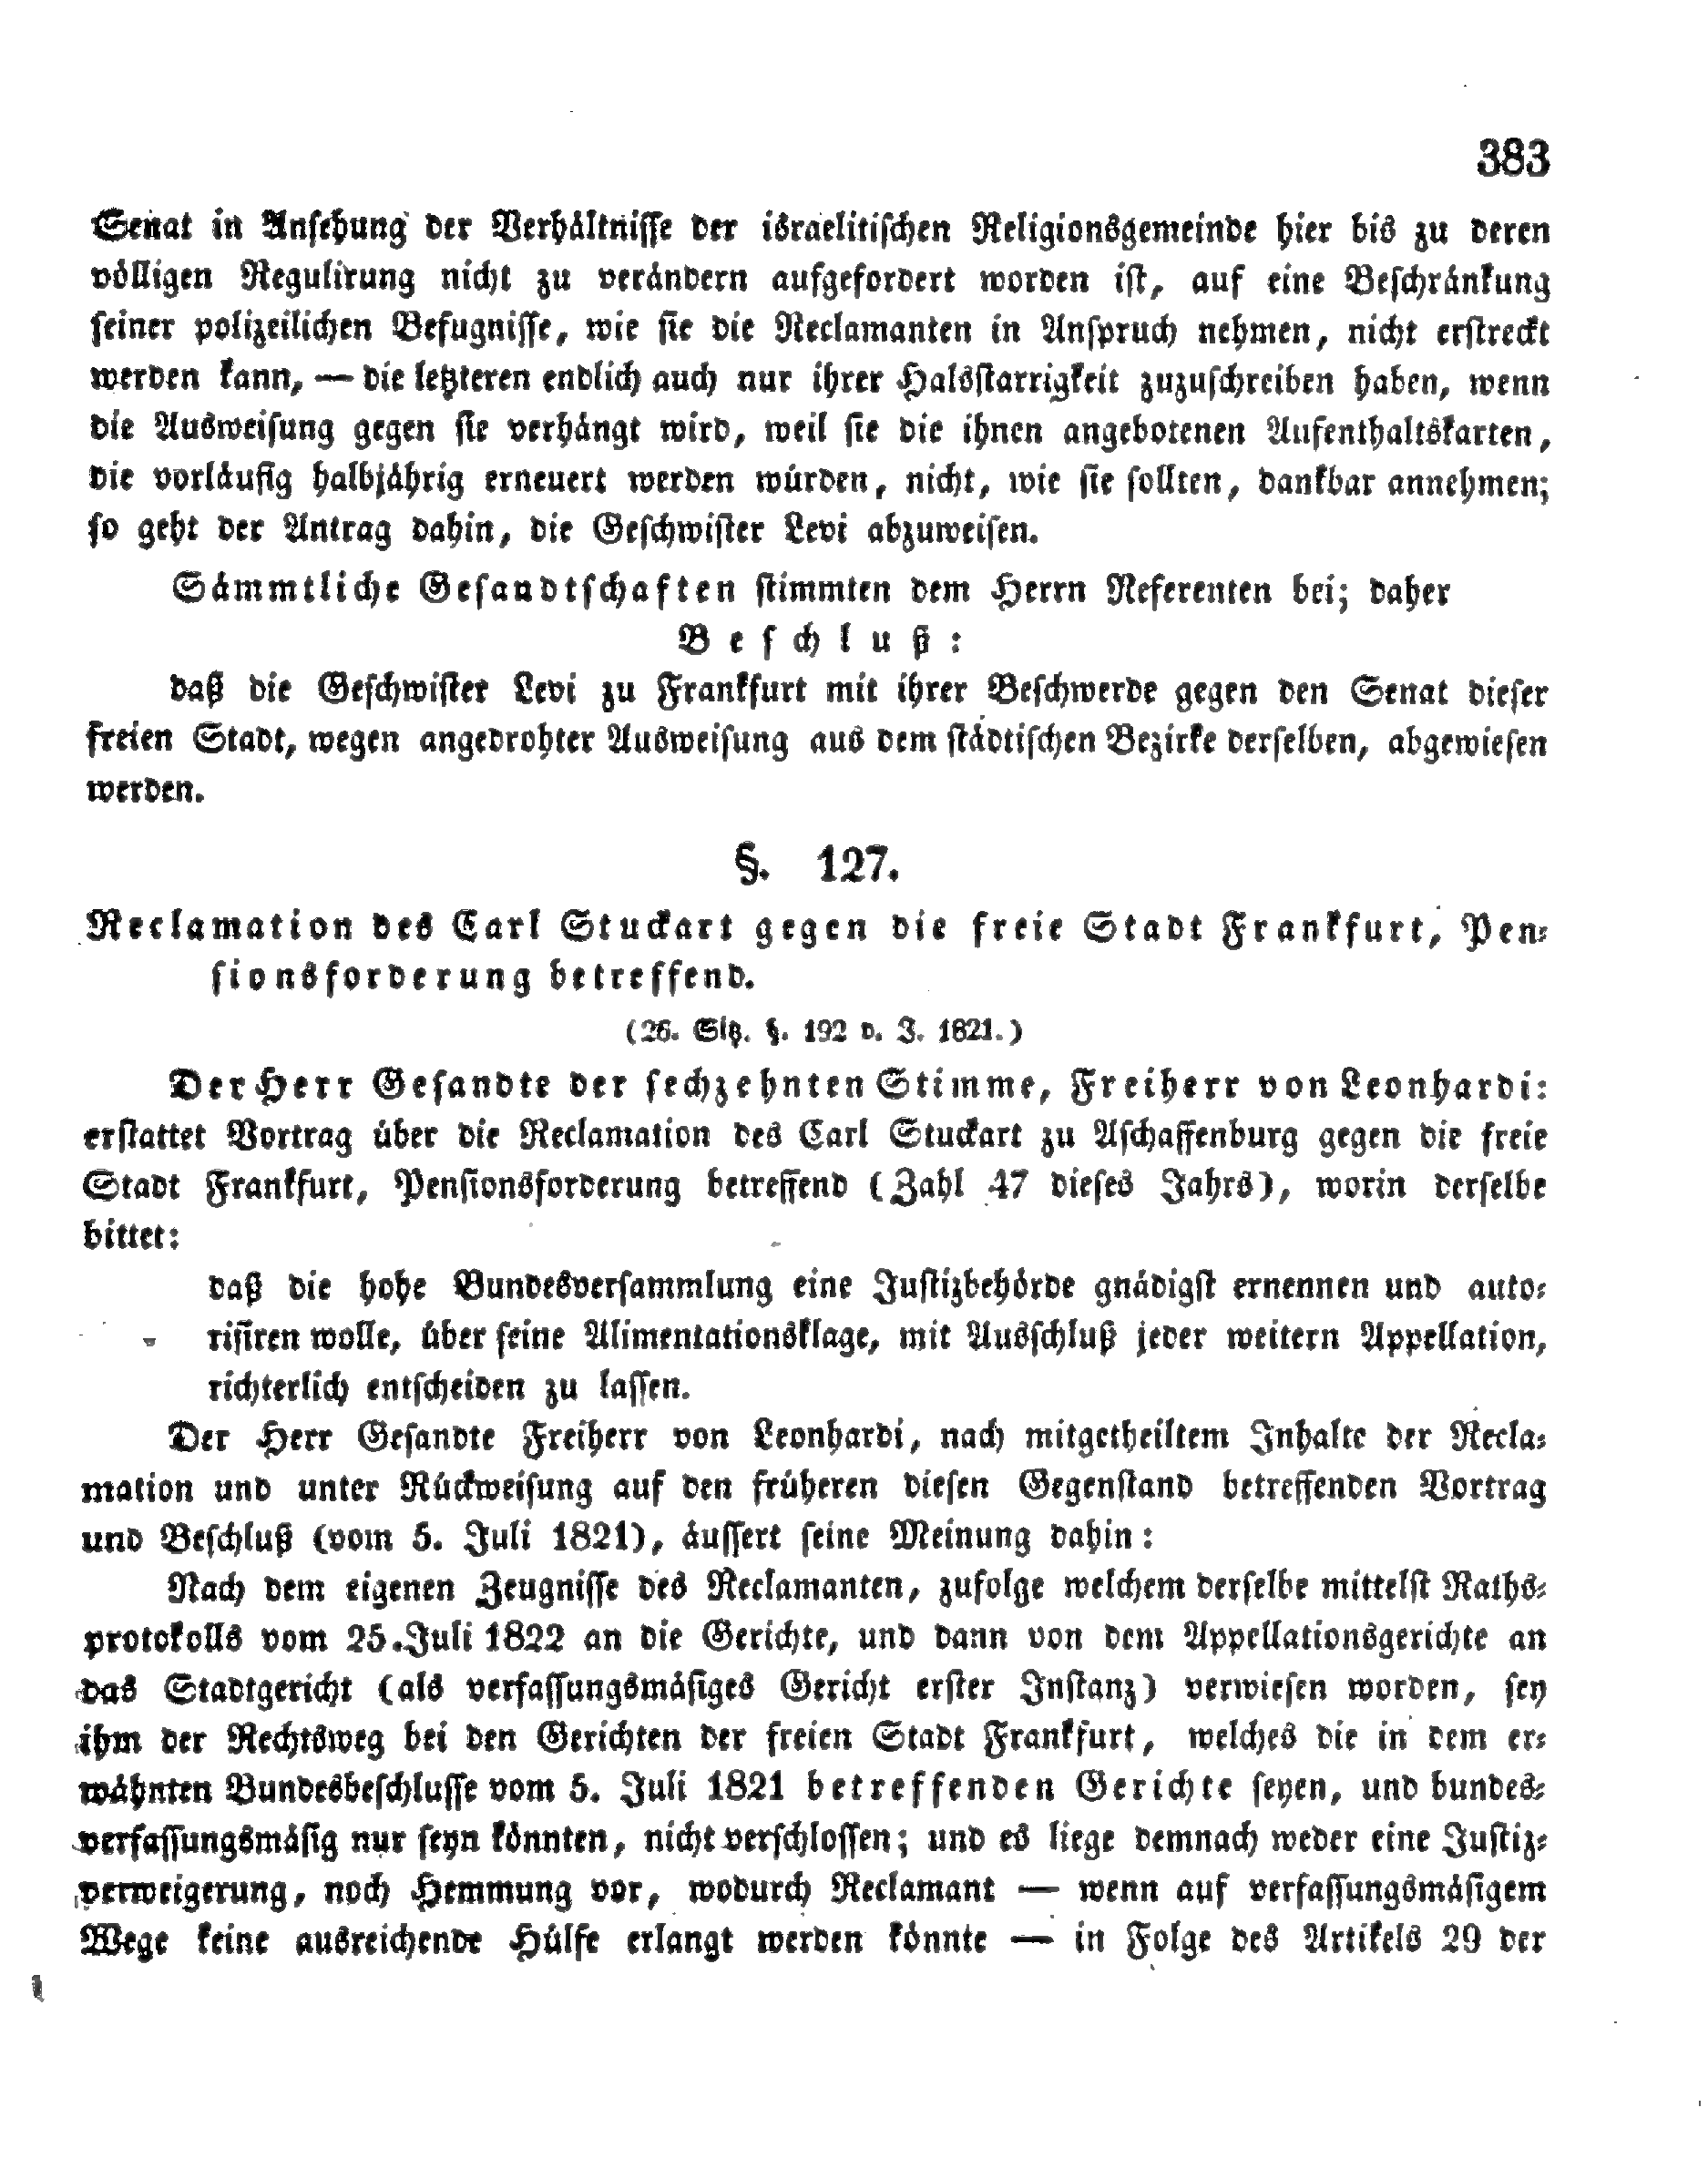 383
Senat in Ansehung der Verhältnisse der israelitischen Religionsgemeinde hier bis zu deren
völligen Regulirung nicht zu verändern aufgefordert worden ist, auf eine Beschränkung
seiner polizeilichen Befugnisse, wie sie die Reclamanten in Anspruch nehmen, nicht erstreckt
werden kann, — die letzteren endlich auch nur ihrer Halsstarrigkeit zuzuschreiben haben, wenn
die Ausweisung gegen sie verhängt wird, weil sie die ihnen angebotenen Aufenthaltskarten,
die vorläufig halbjährig erneuert werden würden, nicht, wie sie sollten, dankbar annehmen;
so geht der Antrag dahin, die Geschwister Levi abzuweisen.
Sämmtliche Gesandtschaften stimmten dem Herrn Referenten bei; daher
Beschluß:
daß die Geschwister Levi zu Frankfurt mit ihrer Beschwerde gegen den Senat dieser
freien Stadt, wegen angedrohter Ausweisung aus dem städtischen Bezirke derselben, abgewiesen
werden.
§. 127.
Reclamation des Carl Stuckart gegen die freie Stadt Frankfurt, Pen-
sionsforderung betreffend.
(26. Sitz. §. 192 v. J. 1821.)
Der Herr Gesandte der sechzehnten Stimme, Freiherr von Leonhardi:
erstattet Vortrag über die Reclamation des Carl Stuckart zu Aschaffenburg gegen die freie
Stadt Frankfurt, Pensionsforderung betreffend (Zahl 47 dieses Jahrs), worin derselbe
bittet:
daß die hohe Bundesversammlung eine Justizbehörde gnädigst ernennen und auto-
risiren wolle, über seine Alimentationsklage, mit Ausschluß jeder weitern Appellation,
richterlich entscheiden zu lassen.
Der Herr Gesandte Freiherr von Leonhardi, nach mitgetheiltem Inhalte der Recla-
mation und unter Rückweisung auf den früheren diesen Gegenstand betreffenden Vortrag
und Beschluß (vom 5. Juli 1821), äussert seine Meinung dahin:
Nach dem eigenen Zeugnisse des Reclamanten, zufolge welchem derselbe mittelst Raths-
protokolls vom 25. Juli 1822 an die Gerichte, und dann von dem Appellationsgerichte an
das Stadtgericht (als verfassungsmäsiges Gericht erster Instanz) verwiesen worden, sey
ihm der Rechtsweg bei den Gerichten der freien Stadt Frankfurt, welches die in dem er-
wähnten Bundesbeschlusse vom 5. Juli 1821 betreffenden Gerichte seyen, und bundes-
verfassungsmäsig nur seyn könnten, nicht verschlossen; und es liege demnach weder eine Justiz-
verweigerung, noch Hemmung vor, wodurch Reclamant — wenn auf verfassungsmäsigem
Wege keine ausreichende Hülfe erlangt werden könnte — in Folge des Artikels 29 der